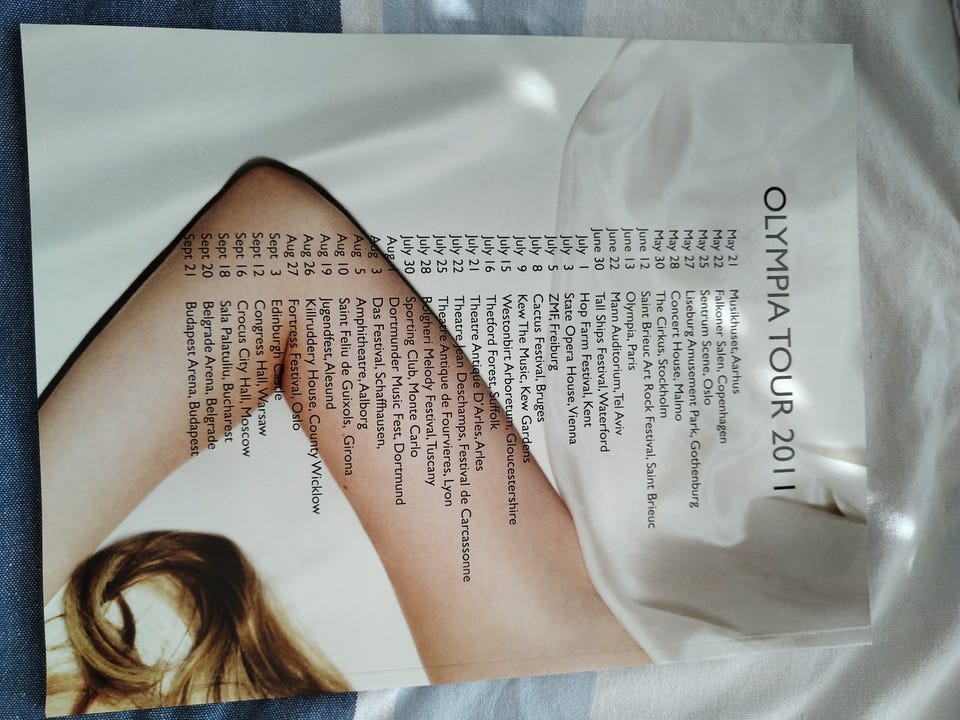 OLYMPIA TOUR 2011
May 21 Musikhuset, Aarhus
May 22 Falkoner Salen, Copenhagen
May 25 Sentrum Scene, Oslo
May 27 Liseburg Amusement Park, Gothenburg
May 28 Concert House, Malmo
May 30 The Cirkus, Stockholm
June 12 Saint Brieuc Art Rock Festival, Saint Brieuc
June 13 Olympia, Paris
June 22 Mann Auditorium, Tel Aviv
June 30 Tall Ships Festival, Waterford
July 1 Hop Farm Festival, Kent
July 3 State Opera House, Vienna
July 5 ZMF Freiburg
July 8 Cactus Festival, Bruges
July 9 Kew The Music, Kew Gardens
July 15 Westonbirt Arboretum, Gloucestershire
July 16 Thetford Forest, Suffolk
July 21 Theatre Antique D'Arles, Arles
July 22 Theatre Jean Deschamps, Festival de Carcassonne
July 25 Theatre Antique de Fourvieres, Lyon
July 28 Bolgheri Melody Festival, Tuscany
July 30 Sporting Club, Monte Carlo
Aug 1 Dortmunder Music Fest, Dortmund
Aug 3 Das Festival, Schaffhausen,
Aug 5 Amphitheatre, Aalborg
Aug 10 Saint Feliu de Guixols, Girona
Aug 19 Jugendfest, Alesund
Aug 26 Killruddery House, County Wicklow
Aug 27 Fortress Festival, Oslo
Sept 3 Edinburgh Castle
Sept 12 Congress Hall, Warsaw
Sept 16 Crocus City Hall, Moscow
Sept 18 Sala Palatului, Bucharest
Sept 20 Belgrade Arena, Belgrade
Sept 21 Budapest Arena, Budapest